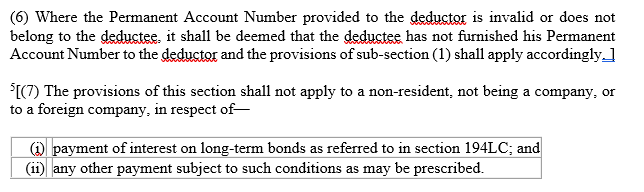 (6) Where the Permanent Account Number provided to the deductor is invalid or does not
belong to the deductee, it shall be deemed that the deductee has not furnished his Permanent
Account Number to the deductor and the provisions of sub-section (1) shall apply accordingly.]
5[(7) The provisions of this section shall not apply to a non-resident, not being a company, or
to a foreign company, in respect of—
(i) payment of interest on long-term bonds as referred to in section 194LC; and
(ii) any other payment subject to such conditions as may be prescribed.